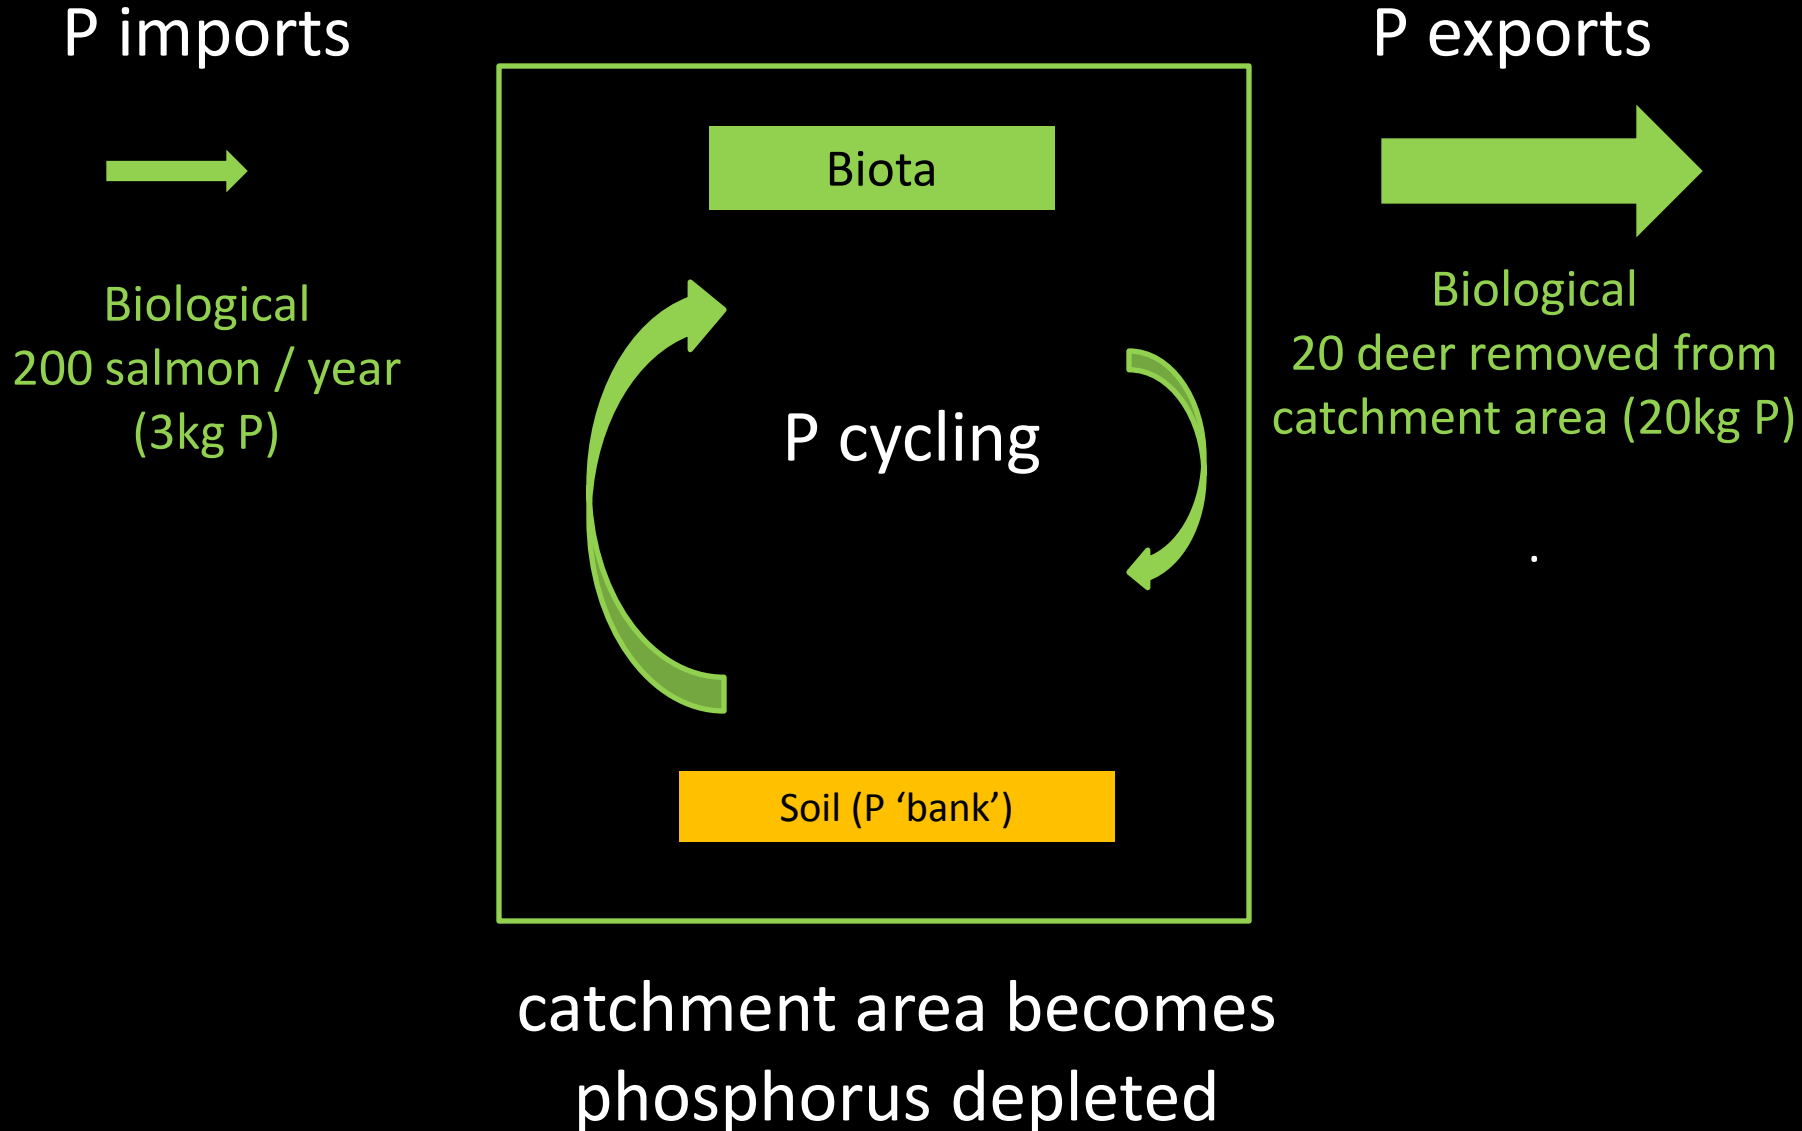 P imports
P exports
Biota
Biological
200 salmon / year
(3kg P)
Biological
20 deer removed from
catchment area (20kg P)
P cycling
.
Soil (P ‘bank’)
catchment area becomes
phosphorus depleted